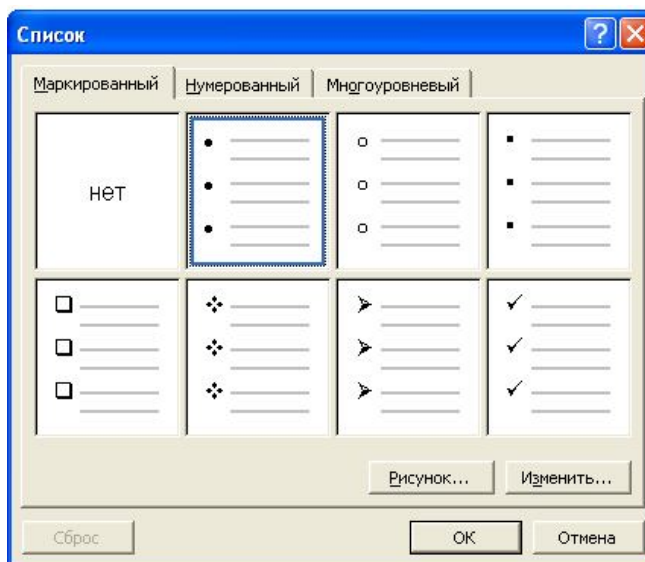 Список
Маркированный Нумерованный Многоуровневый
нет
Рисунок... Изменить...
Сброс ОК Отмена